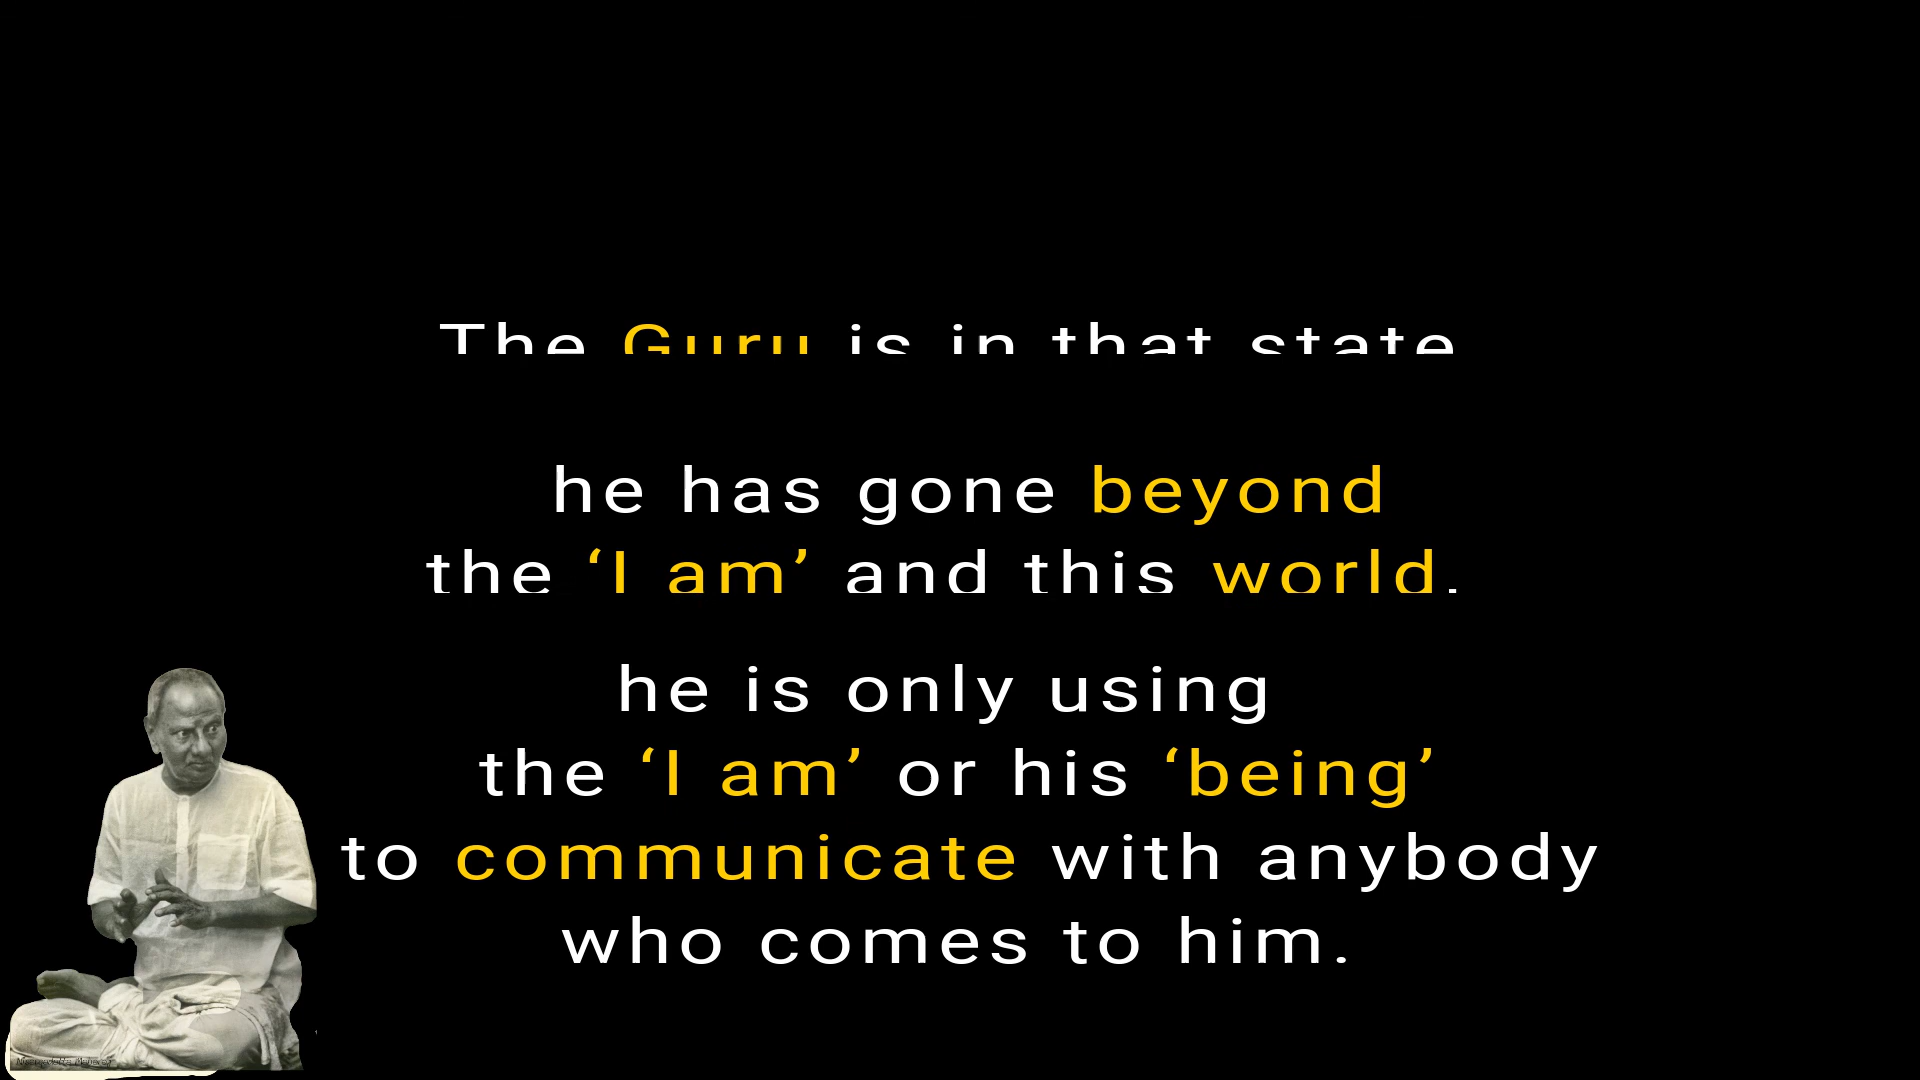 The Guru is in that state
he has gone beyond
the ‘I am’ and this world.
he is only using
the ‘I am’ or his ‘being’
to communicate with anybody
who comes to him.